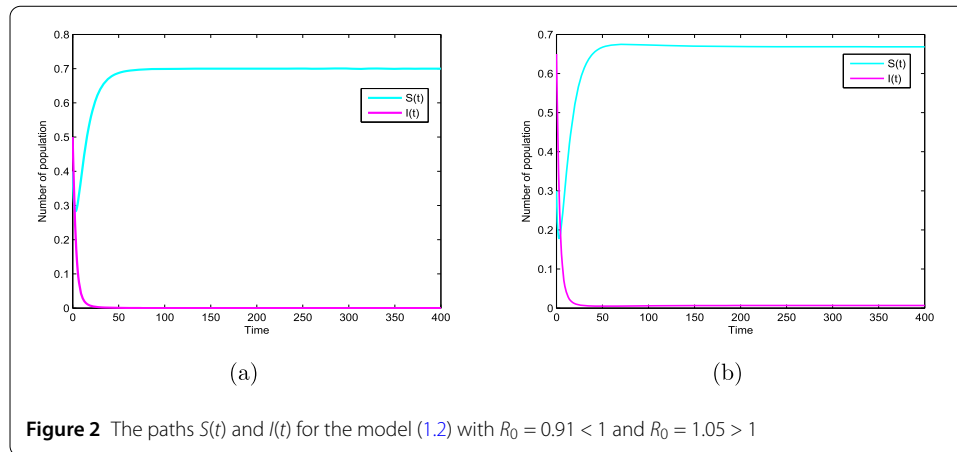 0.8
0.7
0.6
0.5
0.4
0.3
0.2
0.1
0
Number of population
S(t)
I(t)
0 50 100 150 200 250 300 350 400
Time
(a)
0.7
0.6
0.5
0.4
0.3
0.2
0.1
0
Number of population
S(t)
I(t)
0 50 100 150 200 250 300 350 400
Time
(b)
Figure 2 The paths S(t) and I(t) for the model (1.2) with R₀ = 0.91 < 1 and R₀ = 1.05 > 1